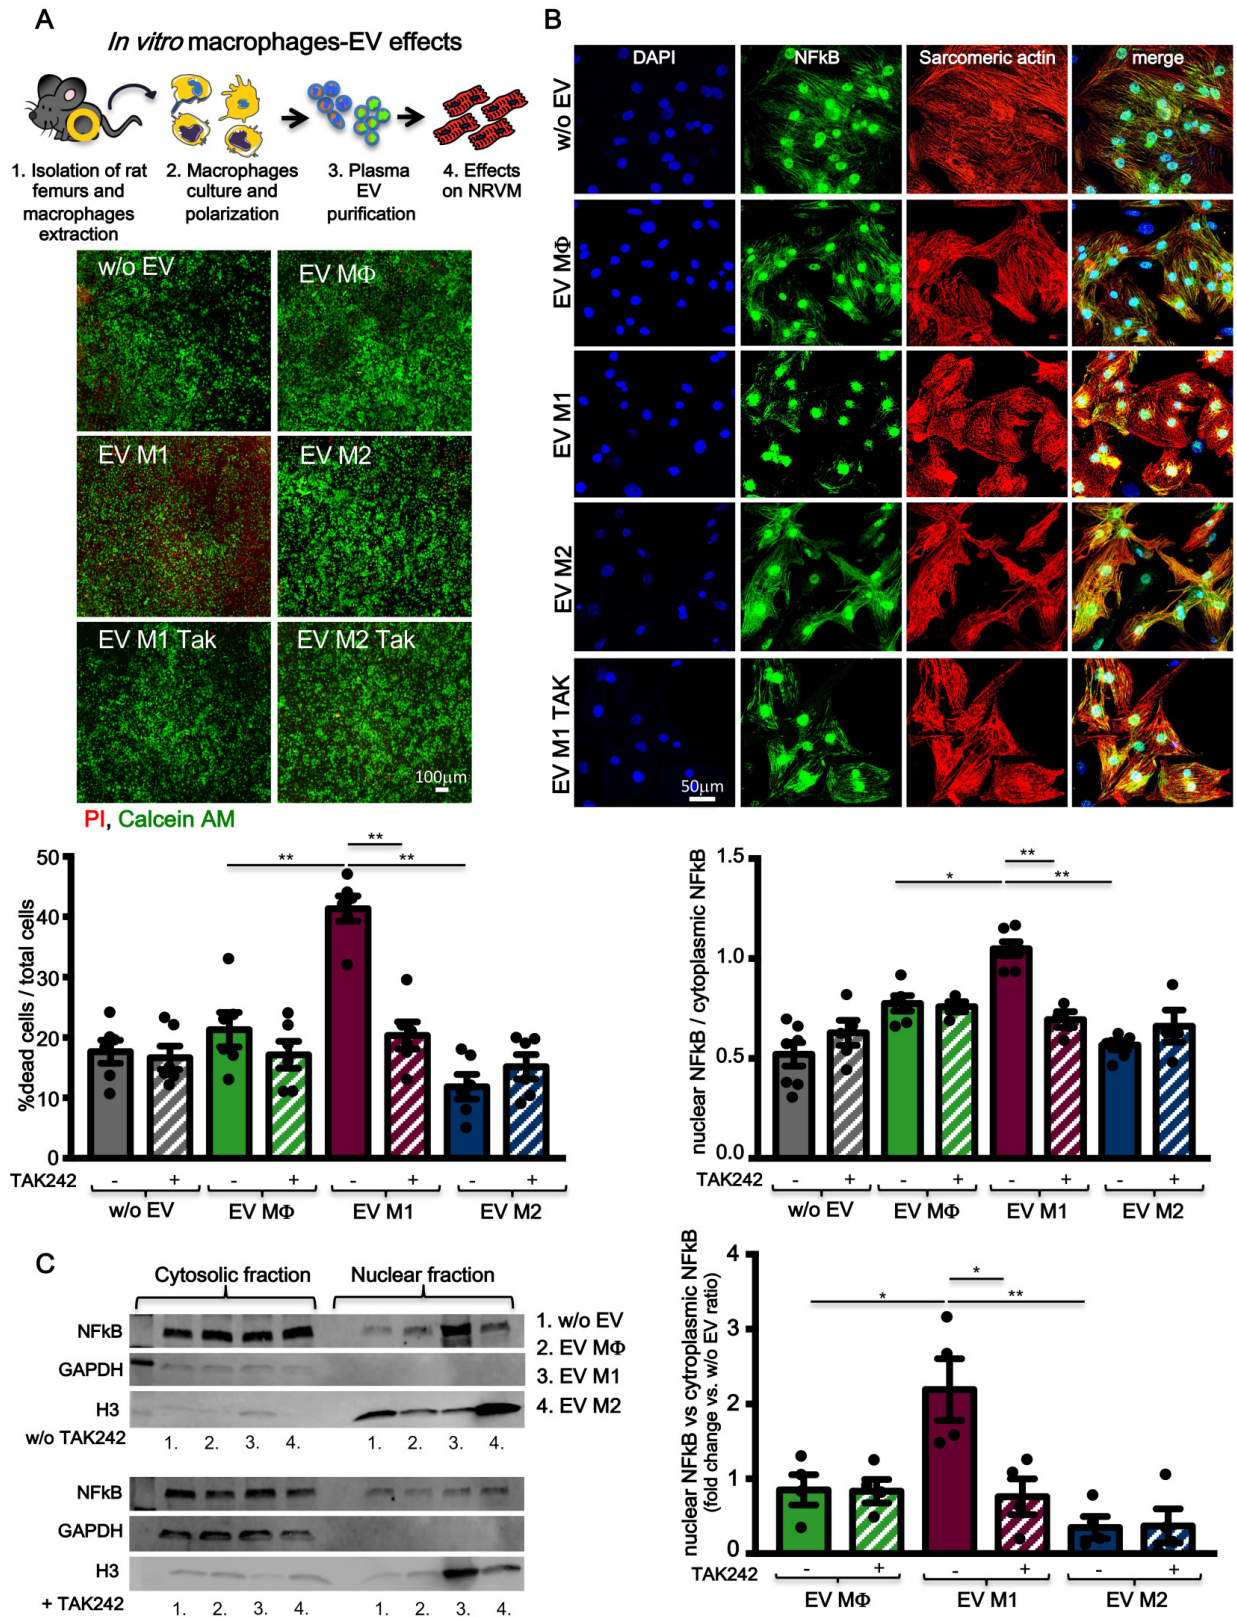 A
In vitro macrophages-EV effects
1. Isolation of rat
femurs and
macrophages
extraction
2. Macrophages
culture and
polarization
3. Plasma
EV
purification
4. Effects
on NRVM
w/o EV
EV MΦ
EV M1
EV M2
EV M1 Tak
EV M2 Tak
100µm
PI, Calcein AM
%dead cells / total cells
50
40
30
20
10
0
**
**
**
TAK242
- + - + - + - +
w/o EV EV MΦ EV M1 EV M2
B
DAPI NFkB Sarcomeric actin merge
w/o EV
EV MΦ
EV M1
EV M2
EV M1 TAK
50µm
nuclear NFkB / cytoplasmic NFkB
1.5
1.0
0.5
0.0
**
*
**
TAK242
- + - + - + - +
w/o EV EV MΦ EV M1 EV M2
C
Cytosolic fraction Nuclear fraction
NFkB
GAPDH
H3
w/o TAK242 1. 2. 3. 4. 1. 2. 3. 4.
1. w/o EV
2. EV MΦ
3. EV M1
4. EV M2
NFkB
GAPDH
H3
+ TAK242 1. 2. 3. 4. 1. 2. 3. 4.
nuclear NFkB vs cytroplasmic NFkB
(fold change vs. w/o EV ratio)
4
3
2
1
0
*
*
**
TAK242
- + - + - +
EV MΦ EV M1 EV M2